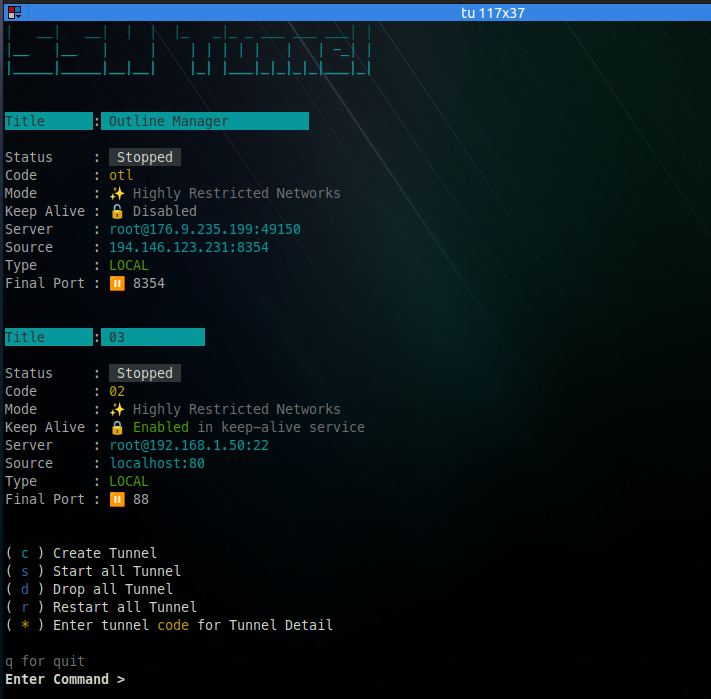 tu 117x37
Title : Outline Manager
Status : Stopped
Code : otl
Mode : ✨ Highly Restricted Networks
Keep Alive : 🔓 Disabled
Server : root@176.9.235.199:49150
Source : 194.146.123.231:8354
Type : LOCAL
Final Port : ⏸️ 8354
Title : 03
Status : Stopped
Code : 02
Mode : ✨ Highly Restricted Networks
Keep Alive : 🔒 Enabled in keep-alive service
Server : root@192.168.1.50:22
Source : localhost:80
Type : LOCAL
Final Port : ⏸️ 88
( c ) Create Tunnel
( s ) Start all Tunnel
( d ) Drop all Tunnel
( r ) Restart all Tunnel
( * ) Enter tunnel code for Tunnel Detail
q for quit
Enter Command >